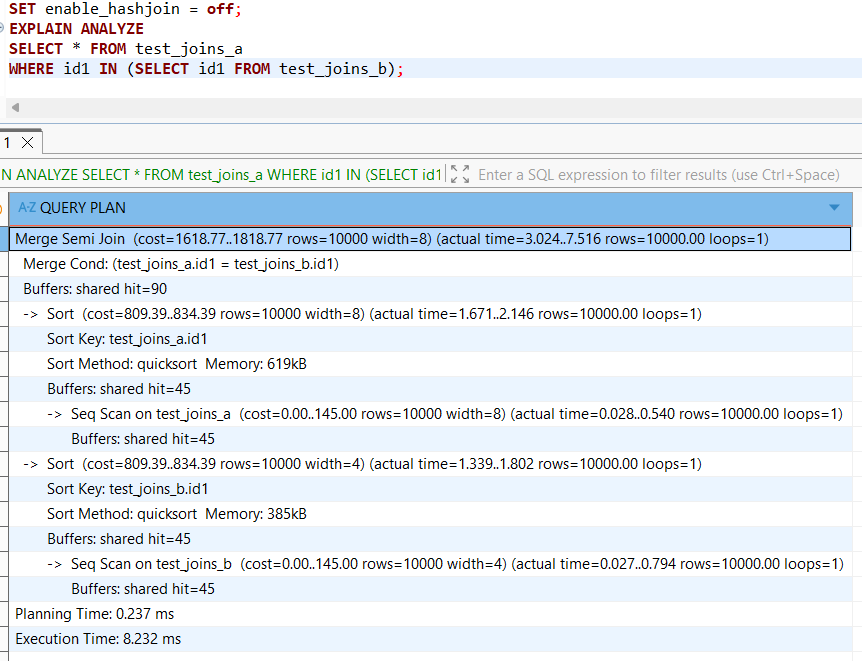 SET enable_hashjoin = off;
EXPLAIN ANALYZE
SELECT * FROM test_joins_a
WHERE id1 IN (SELECT id1 FROM test_joins_b);
1
N ANALYZE SELECT * FROM test_joins_a WHERE id1 IN (SELECT id1 Enter a SQL expression to filter results (use Ctrl+Space)
A-Z QUERY PLAN
Merge Semi Join  (cost=1618.77..1818.77 rows=10000 width=8) (actual time=3.024..7.516 rows=10000.00 loops=1)
Merge Cond: (test_joins_a.id1 = test_joins_b.id1)
Buffers: shared hit=90
->  Sort  (cost=809.39..834.39 rows=10000 width=8) (actual time=1.671..2.146 rows=10000.00 loops=1)
Sort Key: test_joins_a.id1
Sort Method: quicksort  Memory: 619kB
Buffers: shared hit=45
->  Seq Scan on test_joins_a  (cost=0.00..145.00 rows=10000 width=8) (actual time=0.028..0.540 rows=10000.00 loops=1)
Buffers: shared hit=45
->  Sort  (cost=809.39..834.39 rows=10000 width=4) (actual time=1.339..1.802 rows=10000.00 loops=1)
Sort Key: test_joins_b.id1
Sort Method: quicksort  Memory: 385kB
Buffers: shared hit=45
->  Seq Scan on test_joins_b  (cost=0.00..145.00 rows=10000 width=4) (actual time=0.027..0.794 rows=10000.00 loops=1)
Buffers: shared hit=45
Planning Time: 0.237 ms
Execution Time: 8.232 ms